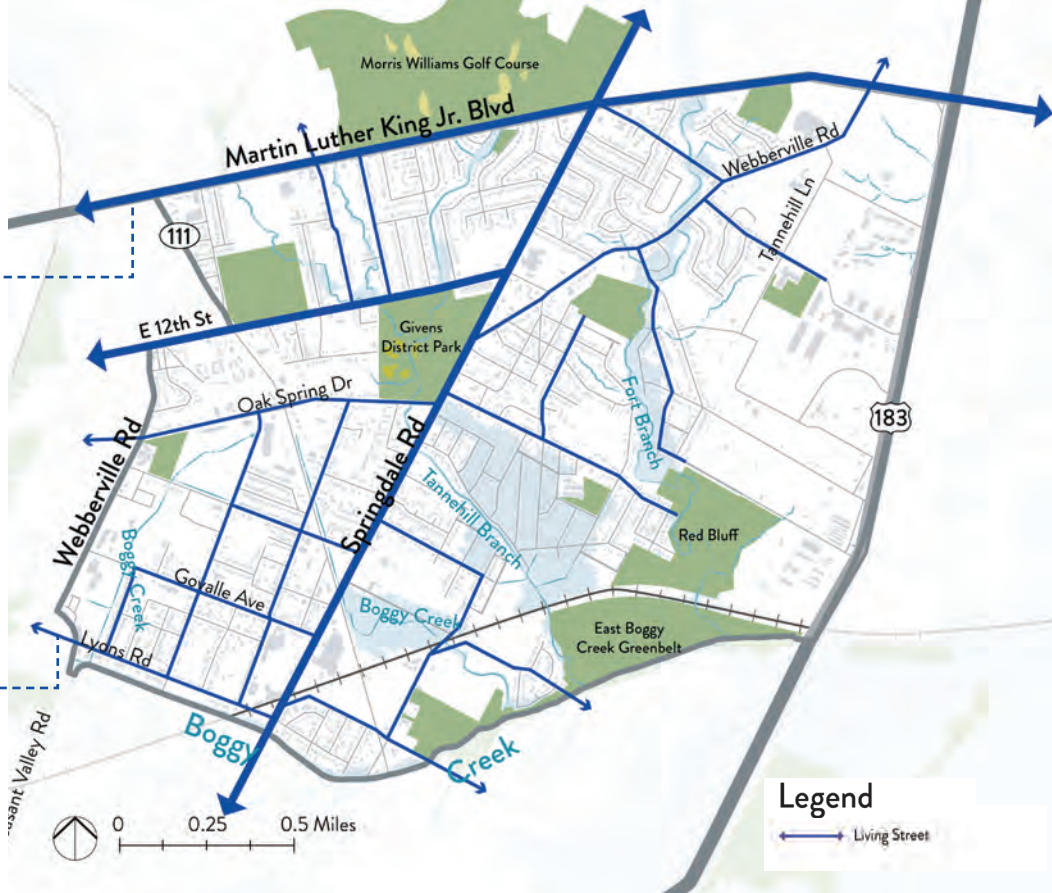 Morris Williams Golf Course
Martin Luther King Jr. Blvd
Webberville Rd
111
Tannehill Ln
E 12th St
Givens
District Park
Oak Spring Dr
183
Fort Branch
Webberville Rd
Springdale Rd
Tannehill
Branch
Red Bluff
Boggy
Creek
Govalle Ave
Boggy Creek
East Boggy
Creek Greenbelt
Lyons Rd
Boggy
Creek
Valley Rd
0 0.25 0.5 Miles
Legend
Living Street